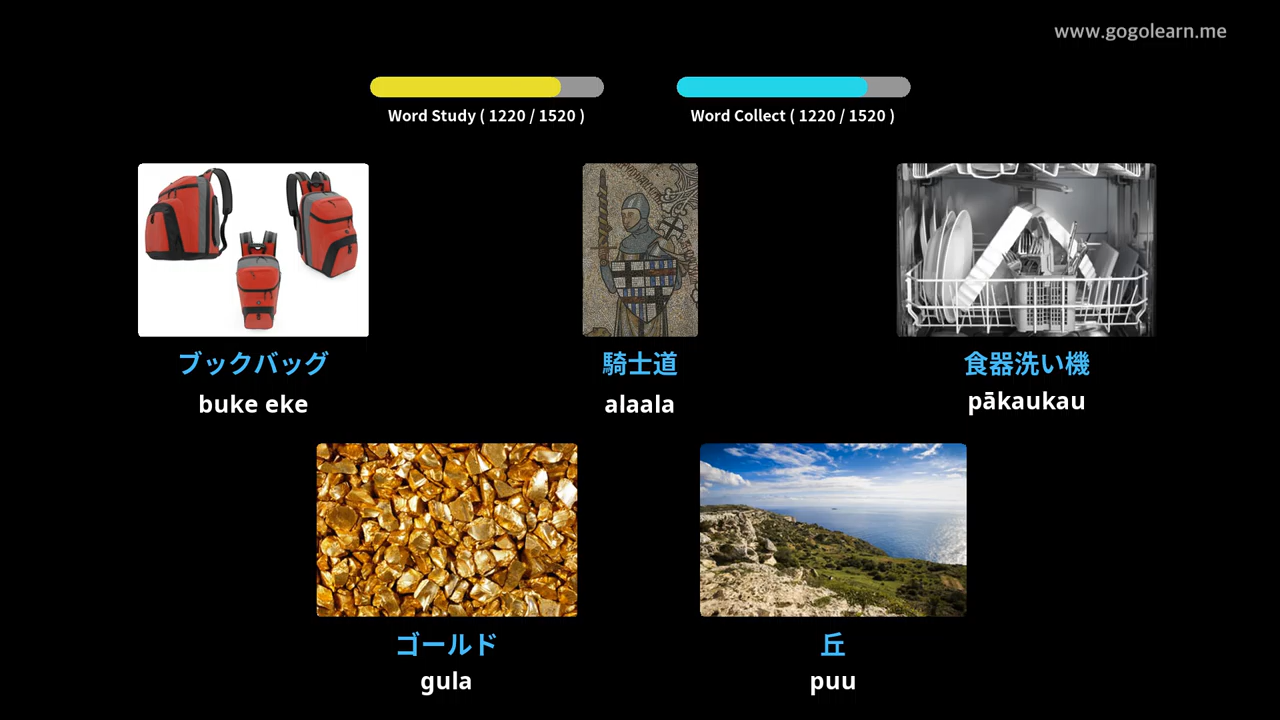 www.gogolearn.me
Word Study ( 1220 / 1520 )
Word Collect ( 1220 / 1520 )
ブックバッグ
buke eke
騎士道
alaala
食器洗い機
pākaukau
ゴールド
gula
丘
puu